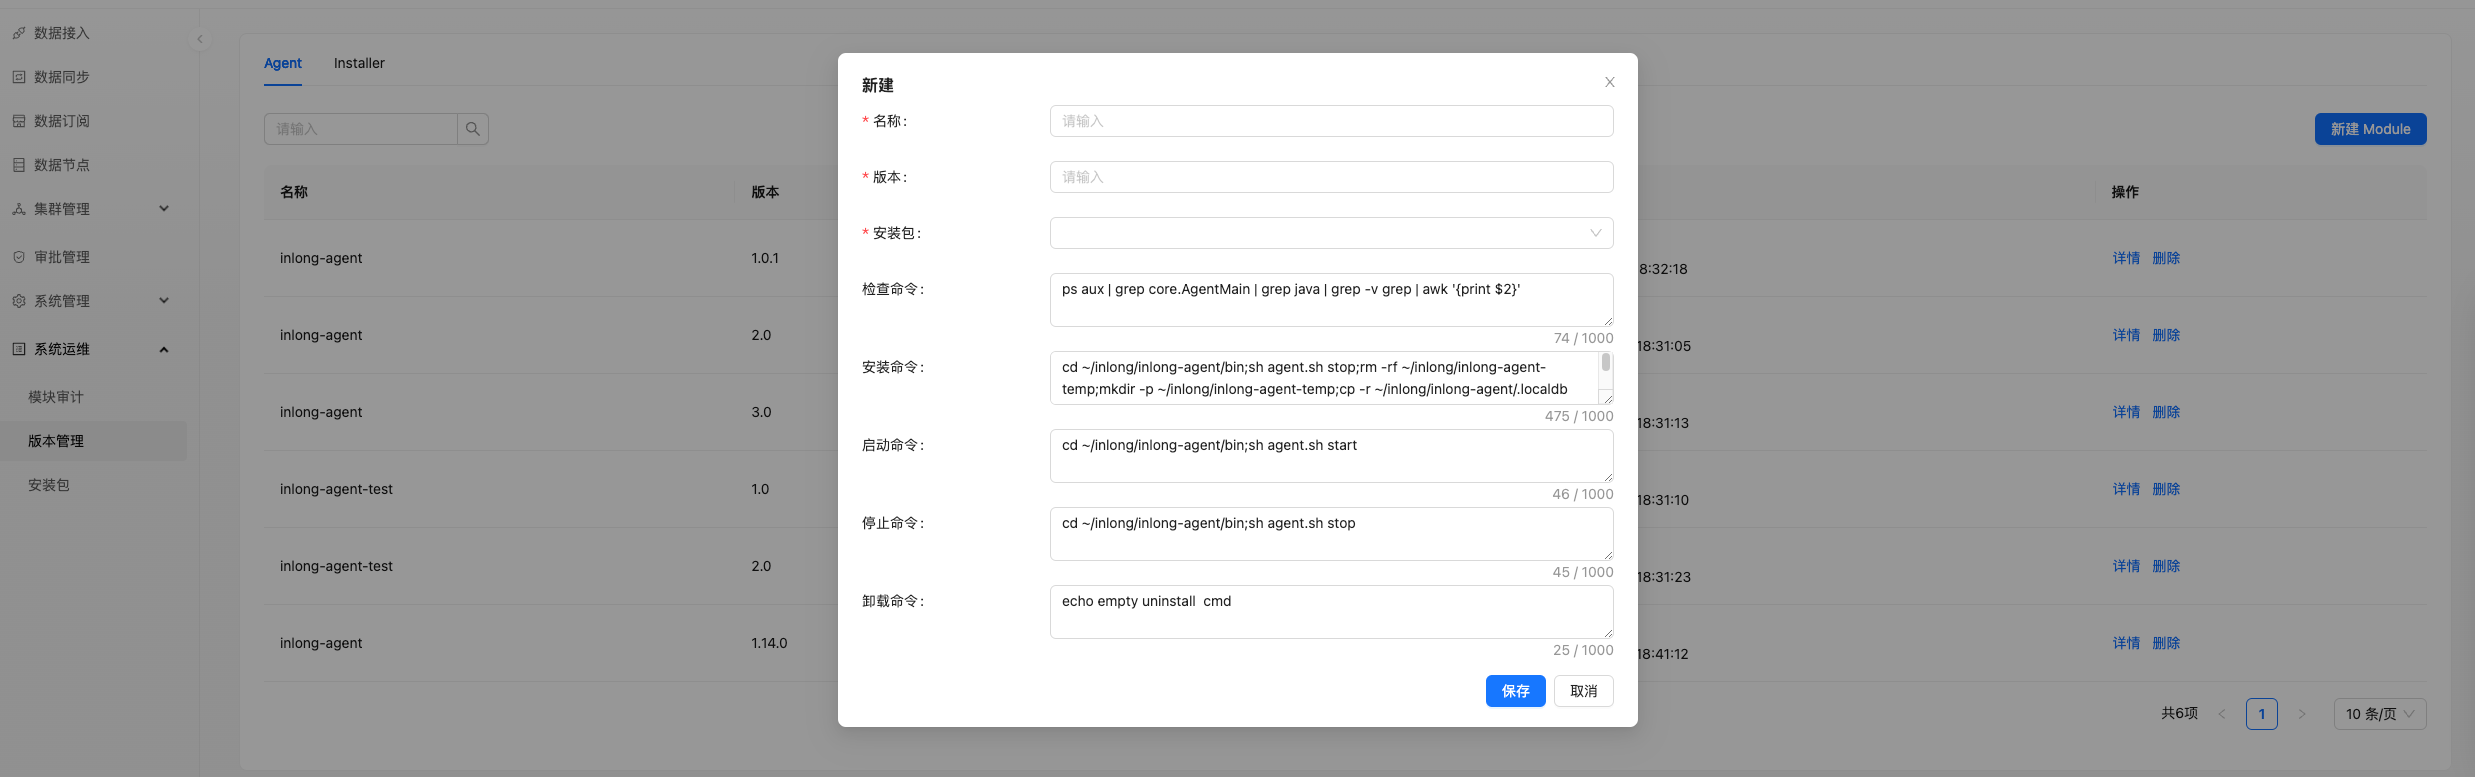 数据接入
数据同步
数据订阅
数据节点
集群管理
审批管理
系统管理
系统运维
模块审计
版本管理
安装包
Agent Installer
请输入
新建 Module
名称 版本 操作
inlong-agent 1.0.1 8:32:18 详情 删除
inlong-agent 2.0 18:31:05 详情 删除
inlong-agent 3.0 18:31:13 详情 删除
inlong-agent-test 1.0 18:31:10 详情 删除
inlong-agent-test 2.0 18:31:23 详情 删除
inlong-agent 1.14.0 18:41:12 详情 删除
共6项 1 10 条/页
新建
* 名称: 请输入
* 版本: 请输入
* 安装包:
检查命令: ps aux | grep core.AgentMain | grep java | grep -v grep | awk '{print $2}'
74 / 1000
安装命令: cd ~/inlong/inlong-agent/bin;sh agent.sh stop;rm -rf ~/inlong/inlong-agent-
temp;mkdir -p ~/inlong/inlong-agent-temp;cp -r ~/inlong/inlong-agent/.localdb
475 / 1000
启动命令: cd ~/inlong/inlong-agent/bin;sh agent.sh start
46 / 1000
停止命令: cd ~/inlong/inlong-agent/bin;sh agent.sh stop
45 / 1000
卸载命令: echo empty uninstall  cmd
25 / 1000
保存 取消